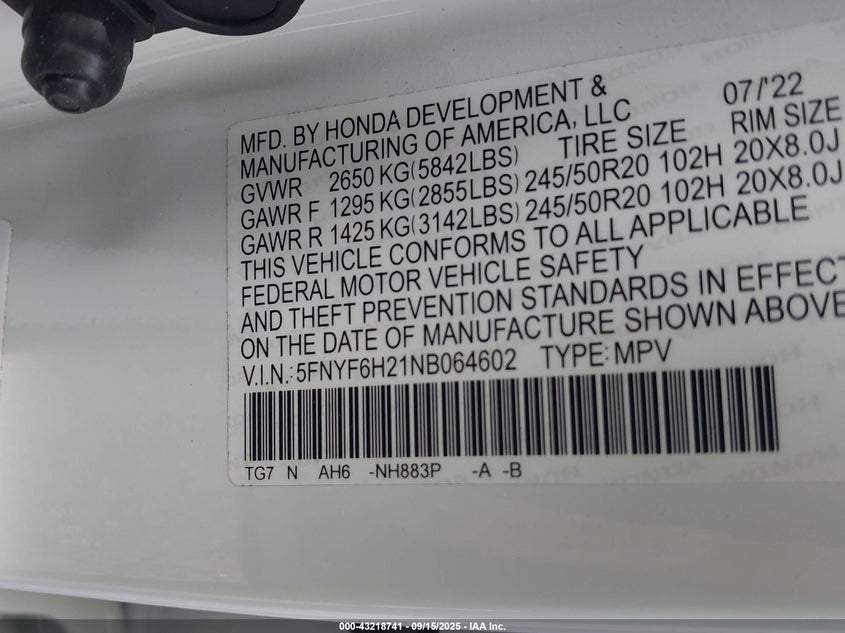 MFD. BY HONDA DEVELOPMENT & 07/'22
MANUFACTURING OF AMERICA, LLC
GVWR 2650 KG(5842LBS) TIRE SIZE RIM SIZE
GAWR F 1295 KG(2855LBS) 245/50R20 102H 20X8.0J
GAWR R 1425 KG(3142LBS) 245/50R20 102H 20X8.0J
THIS VEHICLE CONFORMS TO ALL APPLICABLE
FEDERAL MOTOR VEHICLE SAFETY
AND THEFT PREVENTION STANDARDS IN EFFECT
ON THE DATE OF MANUFACTURE SHOWN ABOVE
V.I.N.:5FNYF6H21NB064602 TYPE:MPV
TG7 N AH6 -NH883P -A -B
000-43218741 - 09/15/2025 - IAA Inc.